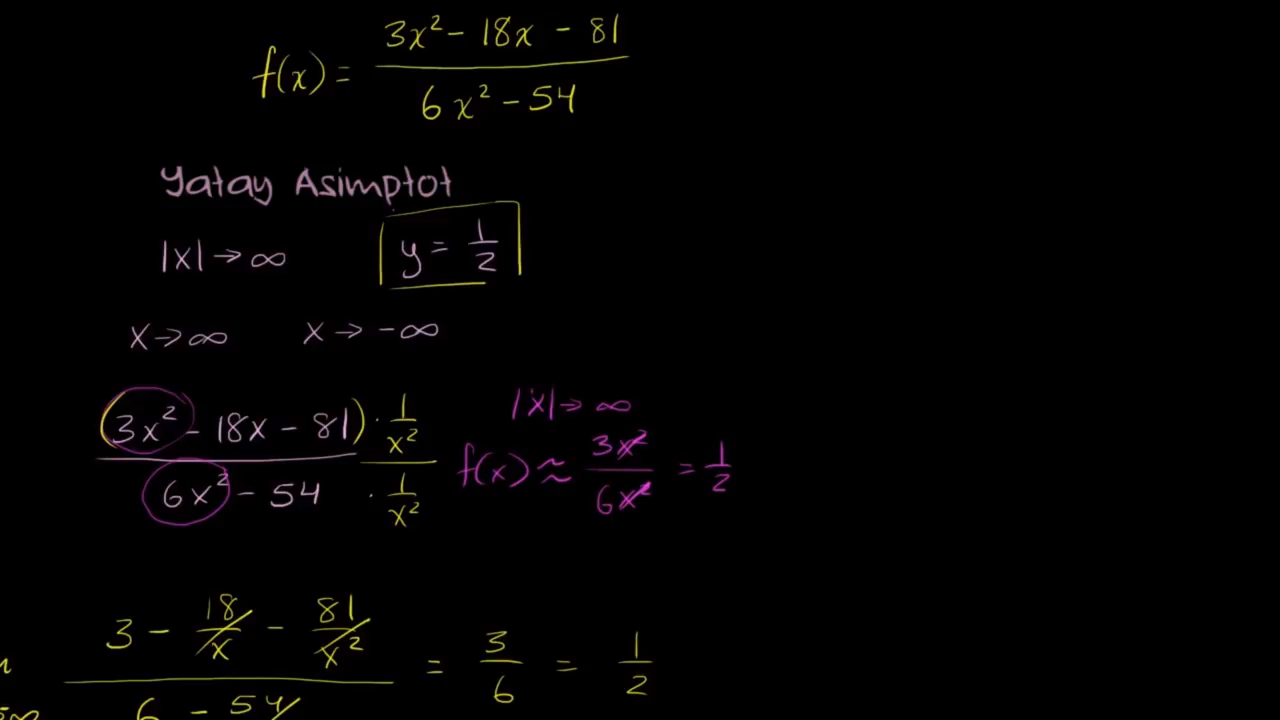 f(x) = (3x² - 18x - 81) / (6x² - 54)
Yatay Asimptot
|x| → ∞ y = 1/2
x → ∞ x → -∞
|x| → ∞
(3x² - 18x - 81) · 1/x²
6x² - 54 · 1/x²
f(x) ≈ 3x²/6x² = 1/2
3 - 18/x - 81/x² = 3/6 = 1/2
6 - 54